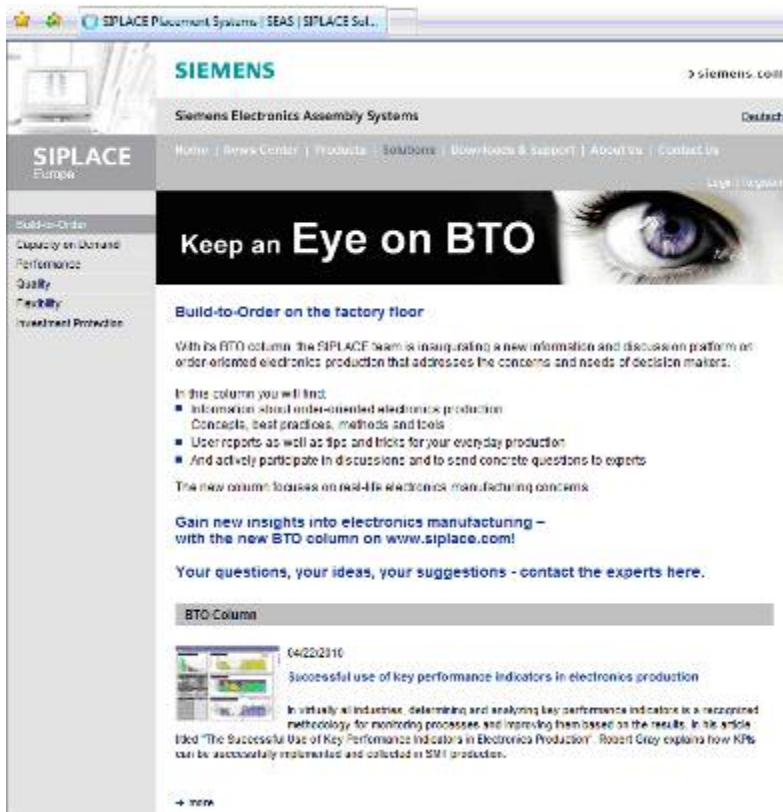 SIPLACE Placement Systems | SEAS | SIPLACE Sol...
SIEMENS
siemens.com
Siemens Electronics Assembly Systems
Deutsch
SIPLACE
Europe
Home | News Center | Products | Solutions | Downloads & Support | About Us | Contact Us
Login | Register
Build-to-Order
Capacity on Demand
Performance
Quality
Flexibility
Investment Protection
Keep an Eye on BTO
Build-to-Order on the factory floor
With its BTO column, the SIPLACE team is inaugurating a new information and discussion platform on
order-oriented electronics production that addresses the concerns and needs of decision makers.
In this column you will find:
Information about order-oriented electronics production
Concepts, best practices, methods and tools
User reports as well as tips and tricks for your everyday production
And actively participate in discussions and to send concrete questions to experts
The new column focuses on real-life electronics manufacturing concerns.
Gain new insights into electronics manufacturing –
with the new BTO column on www.siplace.com!
Your questions, your ideas, your suggestions - contact the experts here.
BTO Column
04/22/2010
Successful use of key performance indicators in electronics production
In virtually all industries, determining and analyzing key performance indicators is a recognized
methodology for monitoring processes and improving them based on the results. In his article
titled "The Successful Use of Key Performance Indicators in Electronics Production", Robert Gray explains how KPIs
can be successfully implemented and collected in SMT production.
→ more